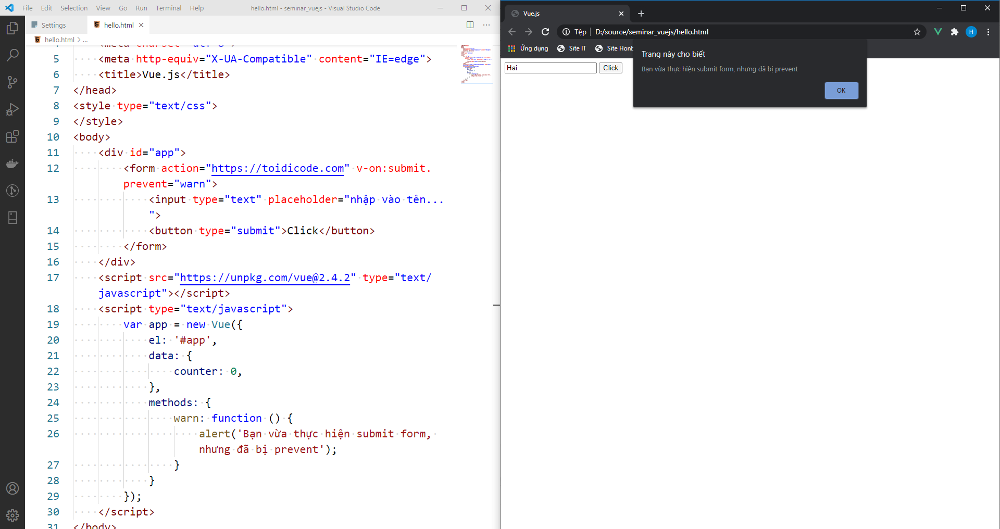 File Edit Selection View Go Run Terminal Help hello.html - seminar_vuejs - Visual Studio Code
Settings hello.html
hello.html > ...
5 <meta http-equiv="X-UA-Compatible" content="IE=edge">
6 <title>Vue.js</title>
7 </head>
8 <style type="text/css">
9 </style>
10 <body>
11 <div id="app">
12 <form action="https://toidicode.com" v-on:submit.
prevent="warn">
13 <input type="text" placeholder="nhập vào tên...
">
14 <button type="submit">Click</button>
15 </form>
16 </div>
17 <script src="https://unpkg.com/vue@2.4.2" type="text/
javascript"></script>
18 <script type="text/javascript">
19 var app = new Vue({
20 el: '#app',
21 data: {
22 counter: 0,
23 },
24 methods: {
25 warn: function () {
26 alert('Bạn vừa thực hiện submit form,
nhưng đã bị prevent');
27 }
28 }
29 });
30 </script>
31 </body>
Vue.js
Tệp D:/source/seminar_vuejs/hello.html H
Ứng dụng Site IT Site Honb
Trang này cho biết
Bạn vừa thực hiện submit form, nhưng đã bị prevent
OK
Hai Click